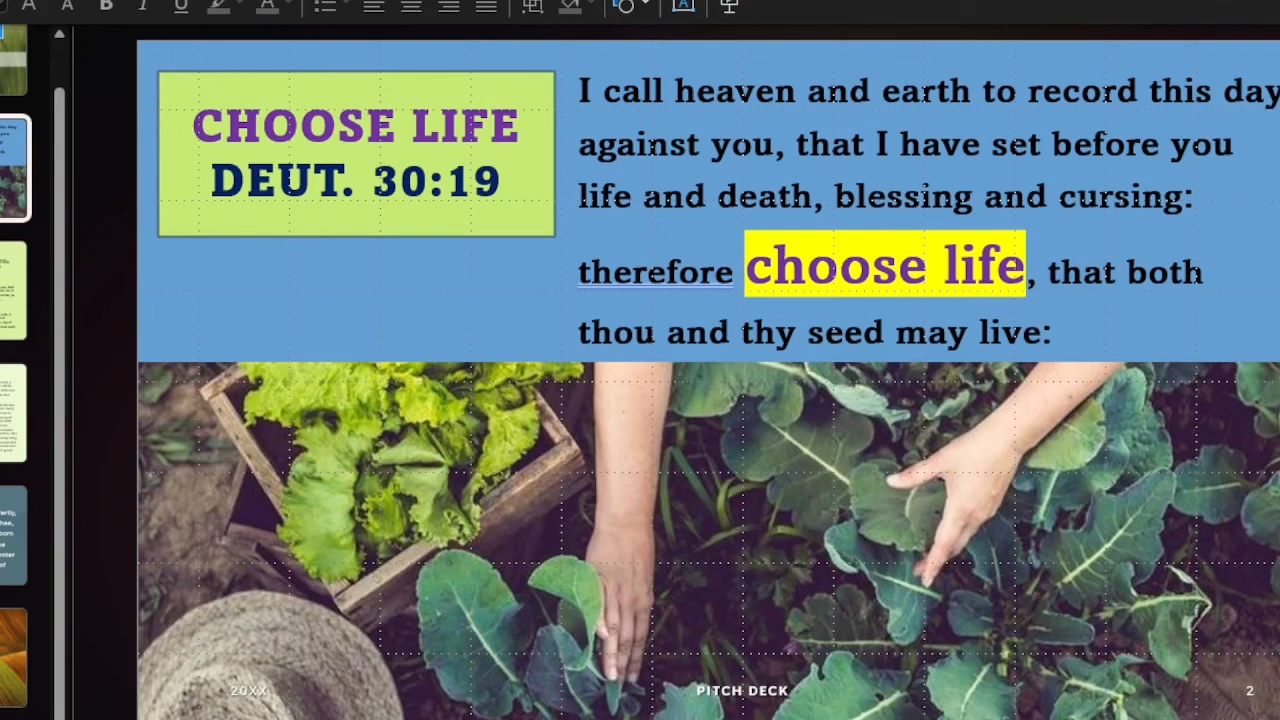 CHOOSE LIFE
DEUT. 30:19
I call heaven and earth to record this day
against you, that I have set before you
life and death, blessing and cursing:
therefore choose life, that both
thou and thy seed may live:
20XX
PITCH DECK
2